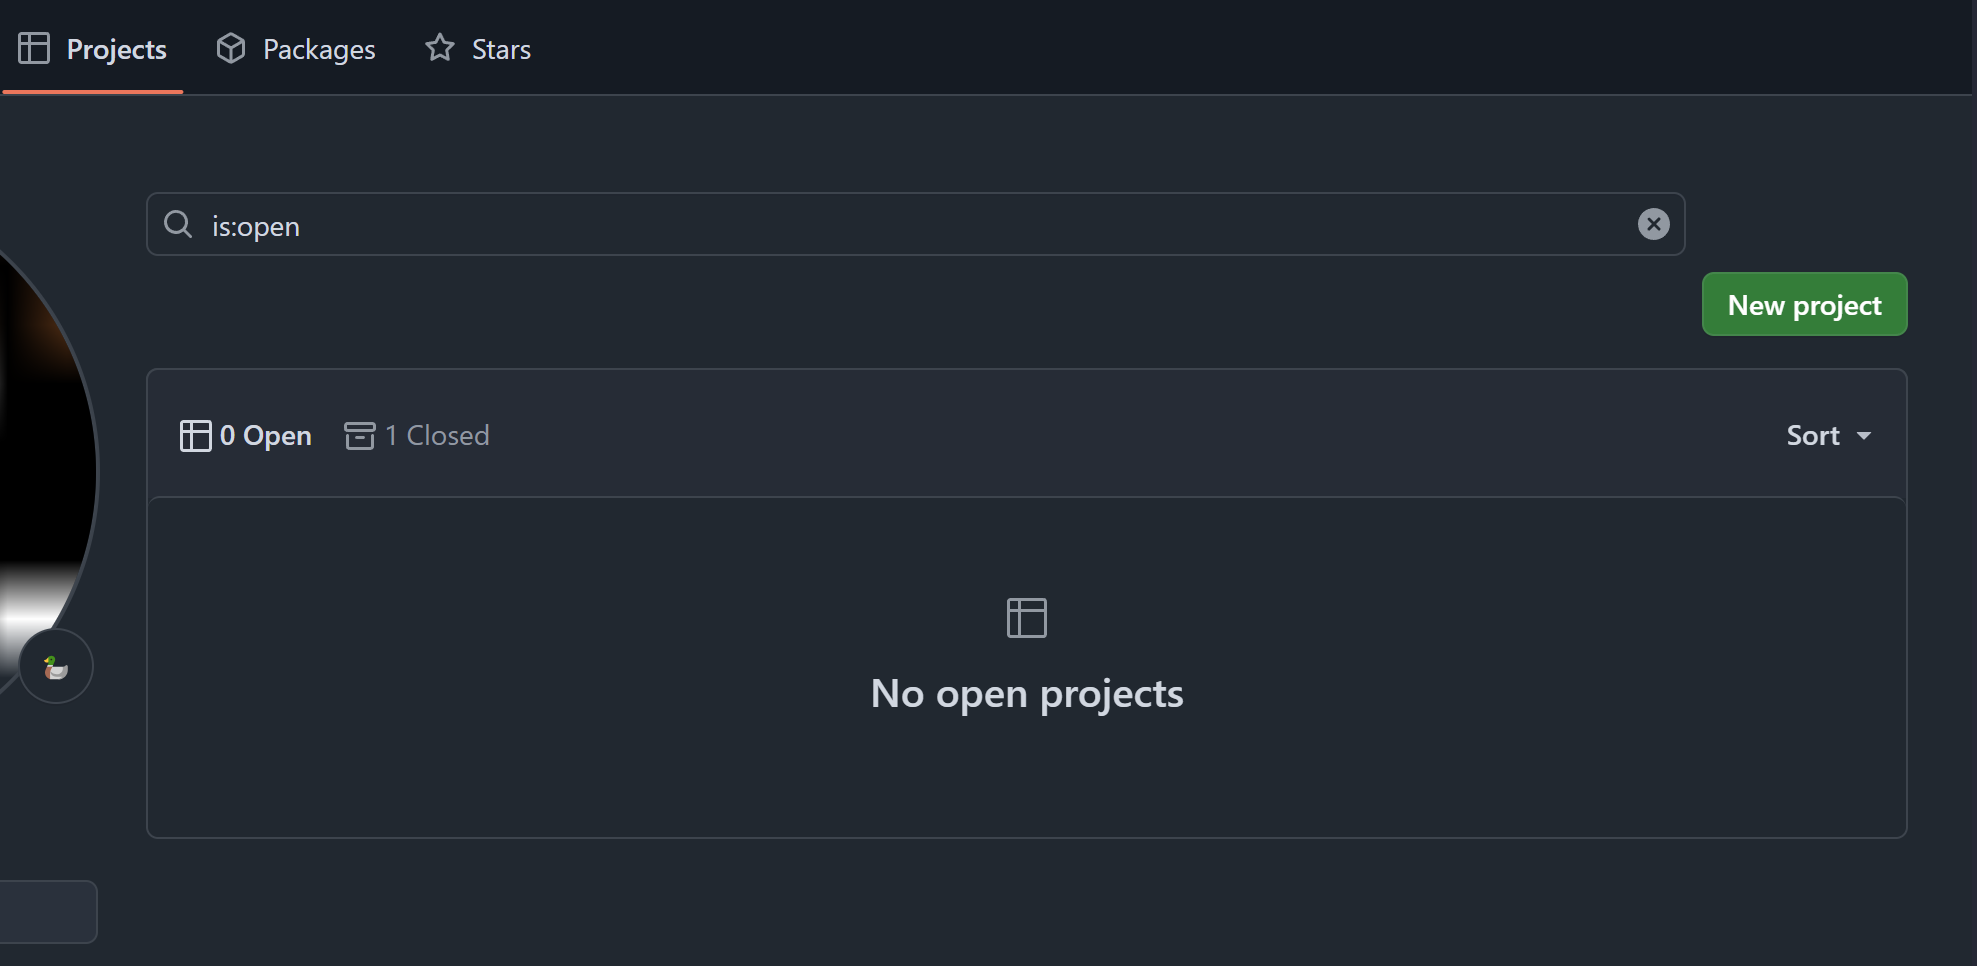 Projects Packages Stars
is:open
New project
0 Open 1 Closed Sort
No open projects